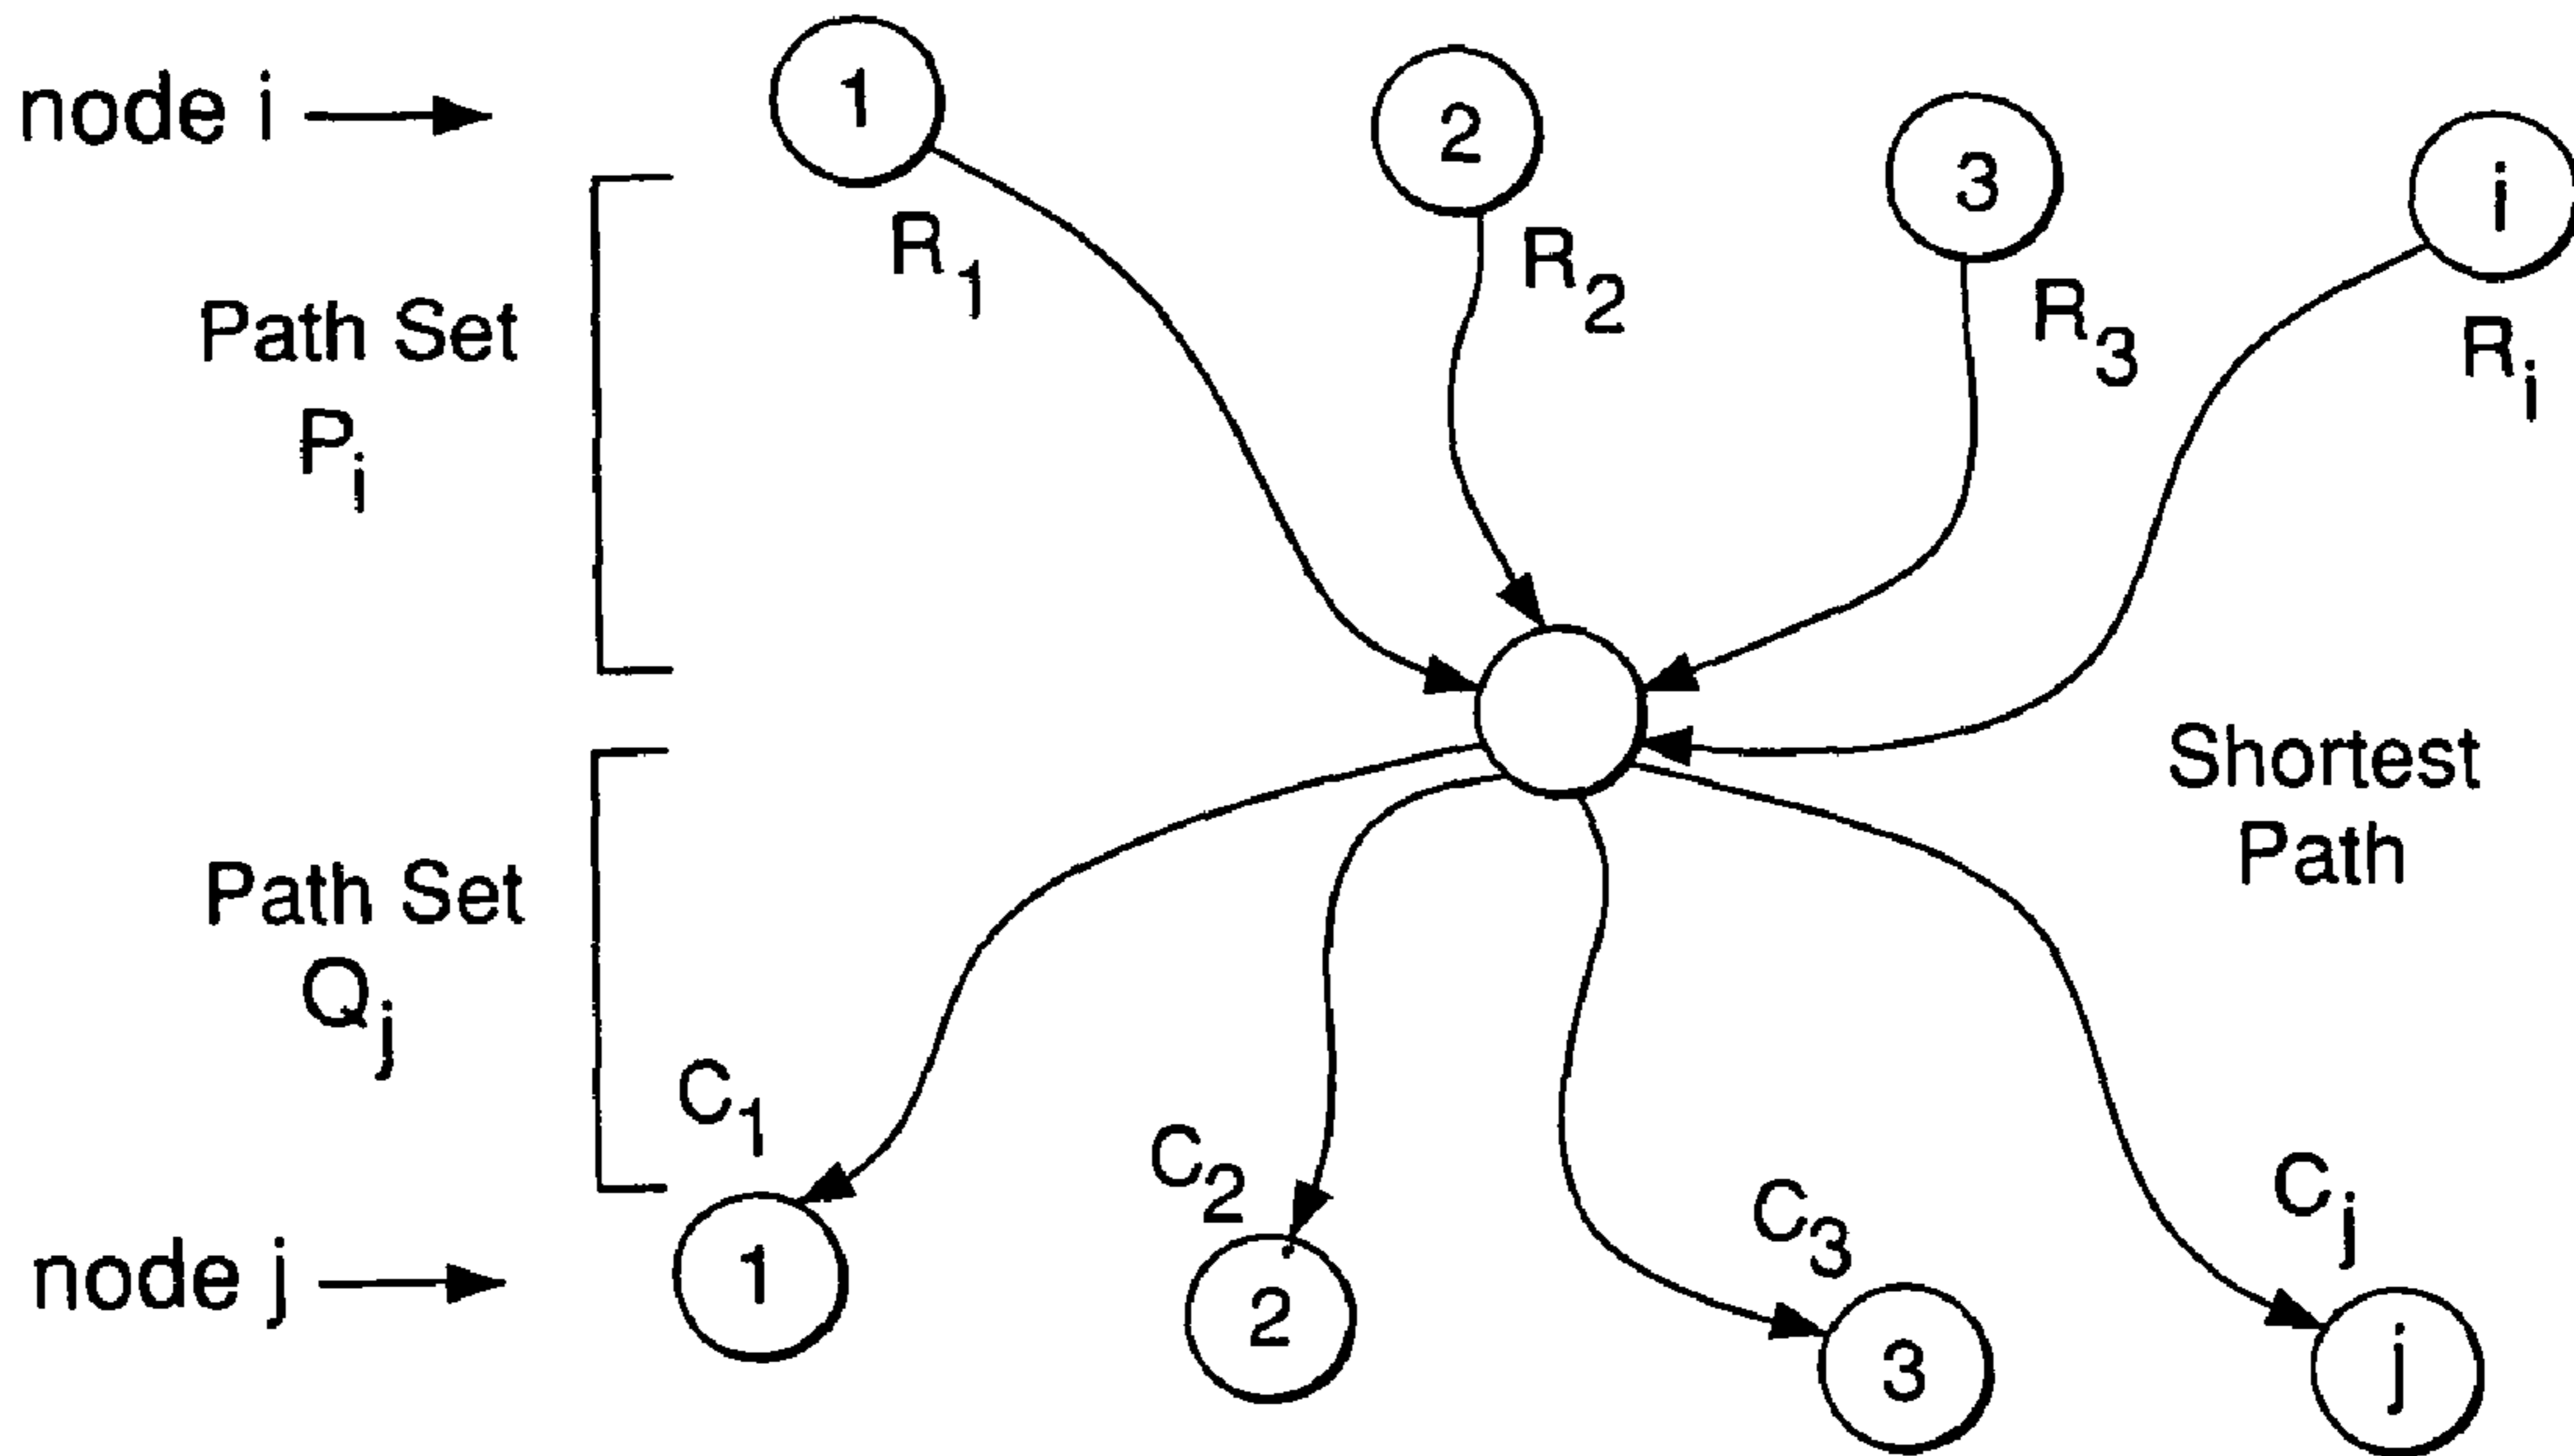 node i
1
2
3
i
R1
R2
R3
Ri
Path Set
Pi
Shortest
Path
Path Set
Qj
C1
C2
C3
Cj
node j
1
2
3
j